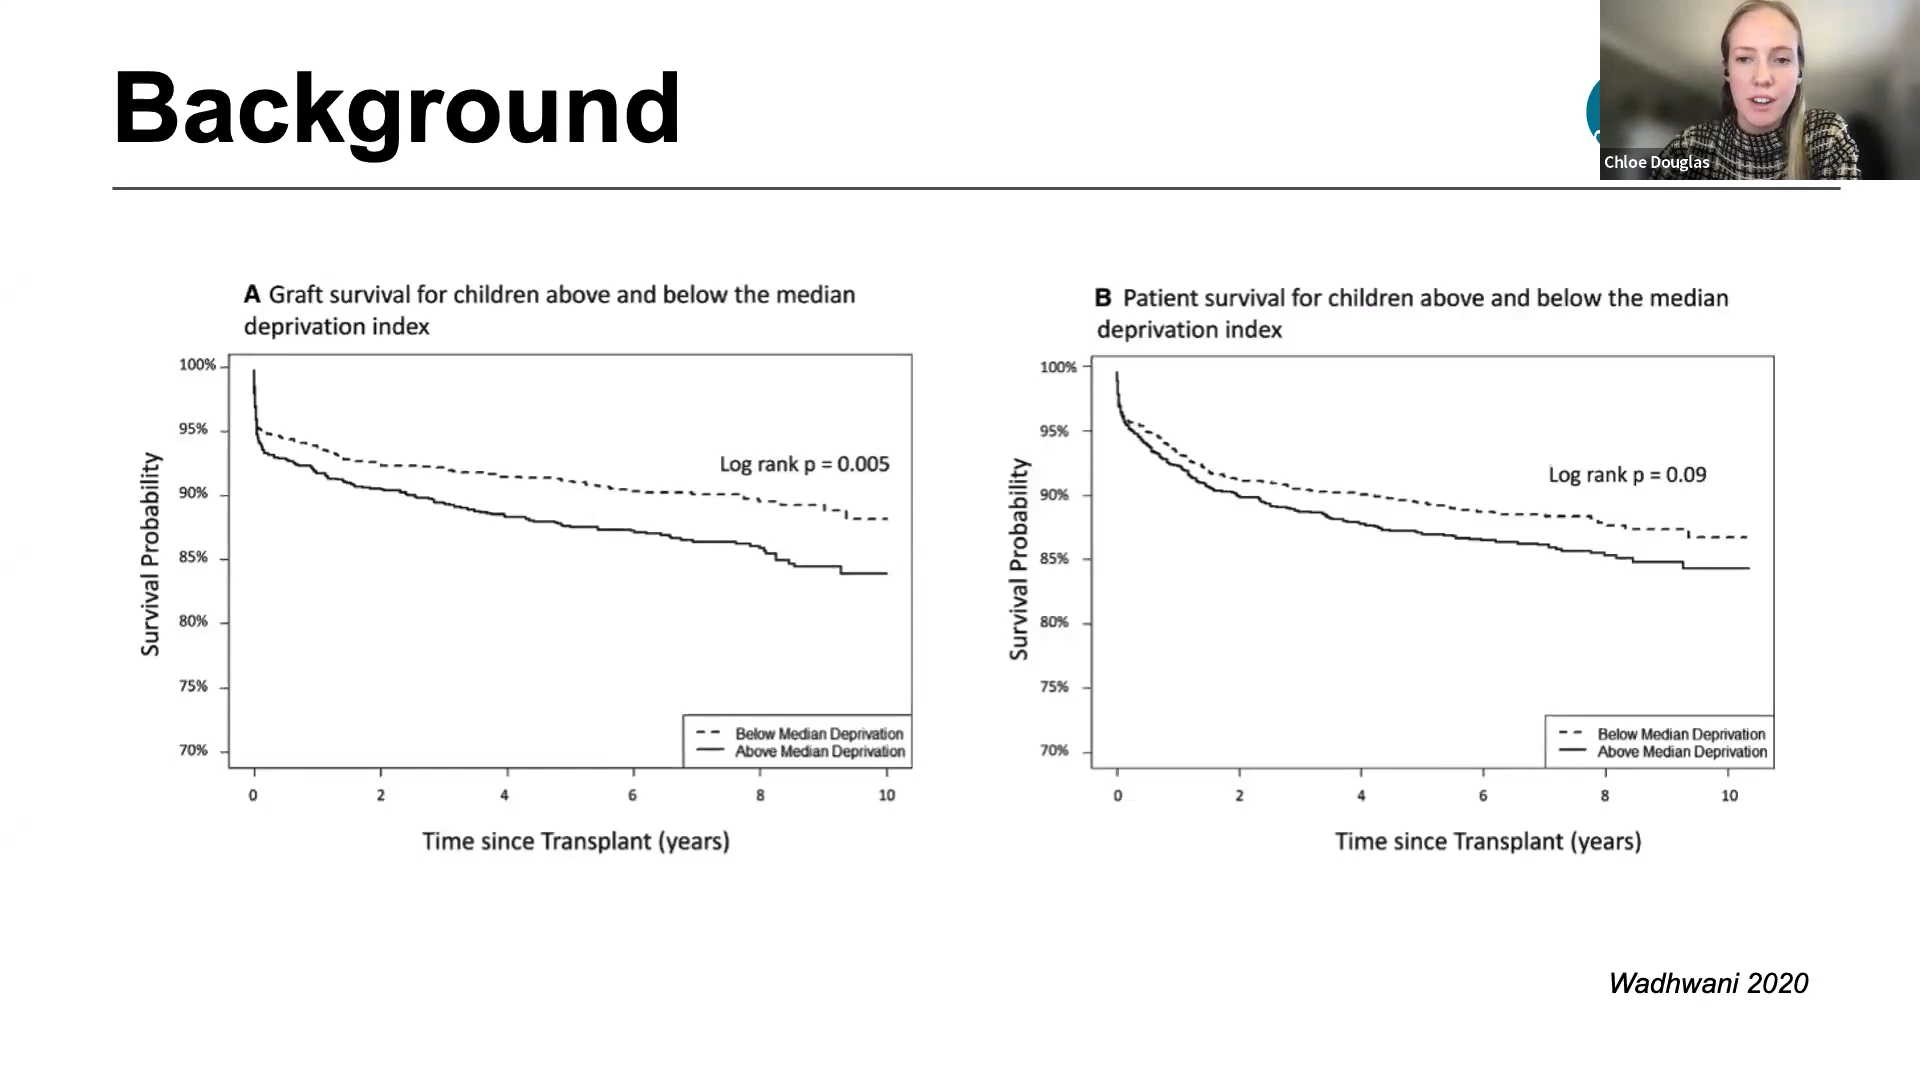 Background
Chloe Douglas
A Graft survival for children above and below the median
deprivation index
100%
95%
90%
85%
80%
75%
70%
Survival Probability
Log rank p = 0.005
Below Median Deprivation
Above Median Deprivation
0 2 4 6 8 10
Time since Transplant (years)
B Patient survival for children above and below the median
deprivation index
100%
95%
90%
85%
80%
75%
70%
Survival Probability
Log rank p = 0.09
Below Median Deprivation
Above Median Deprivation
0 2 4 6 8 10
Time since Transplant (years)
Wadhwani 2020